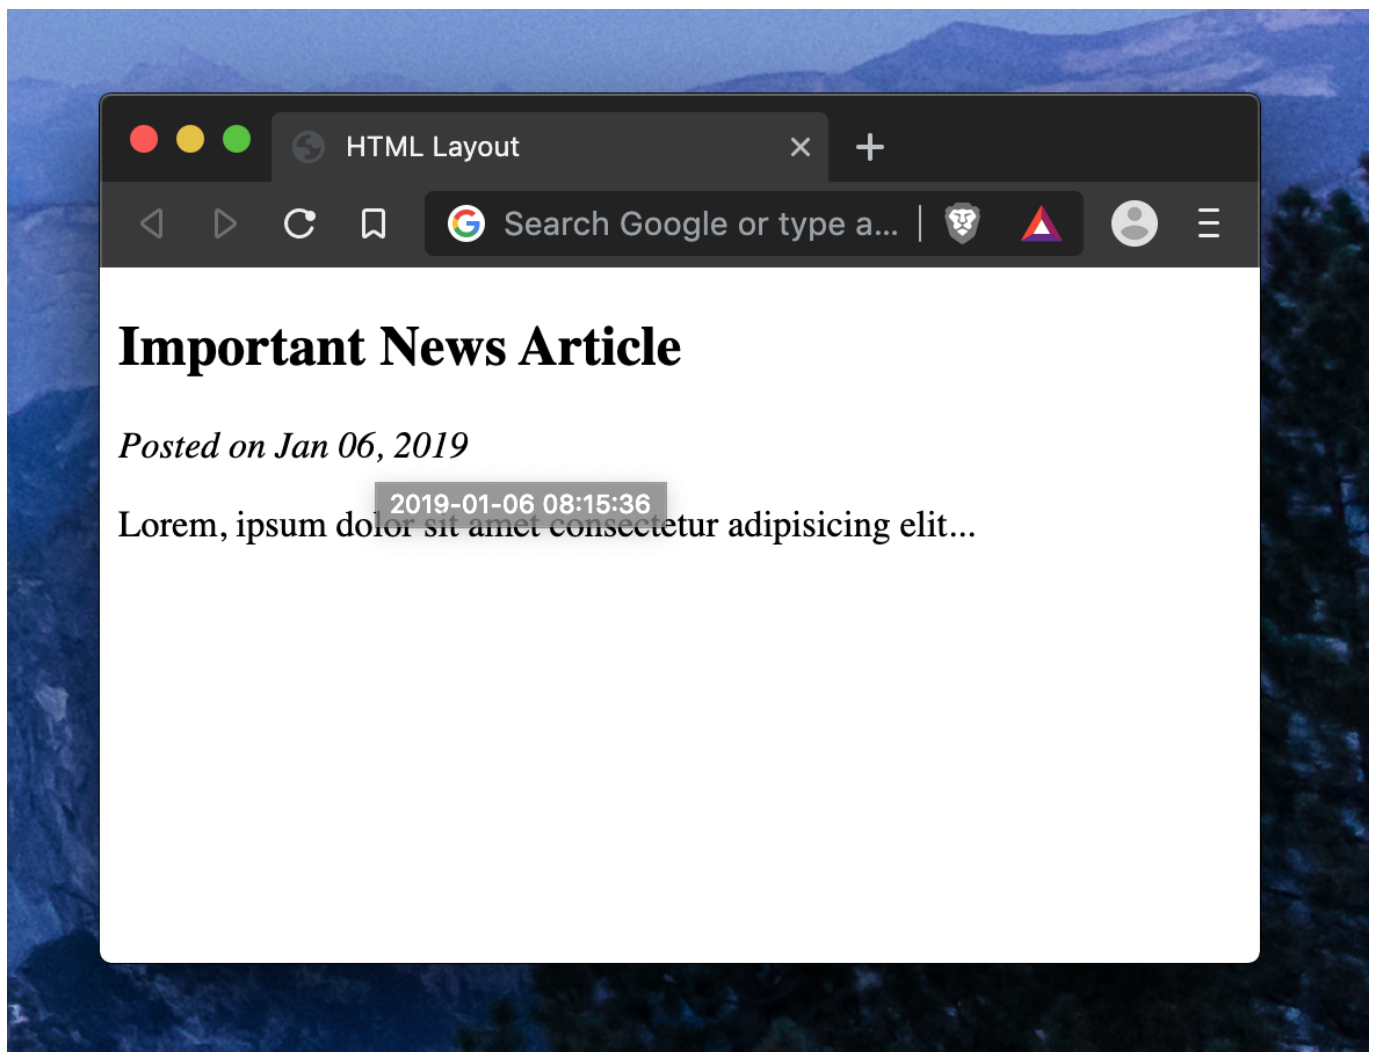 HTML Layout
Search Google or type a...
Important News Article
Posted on Jan 06, 2019
2019-01-06 08:15:36
Lorem, ipsum dolor sit amet consectetur adipisicing elit...